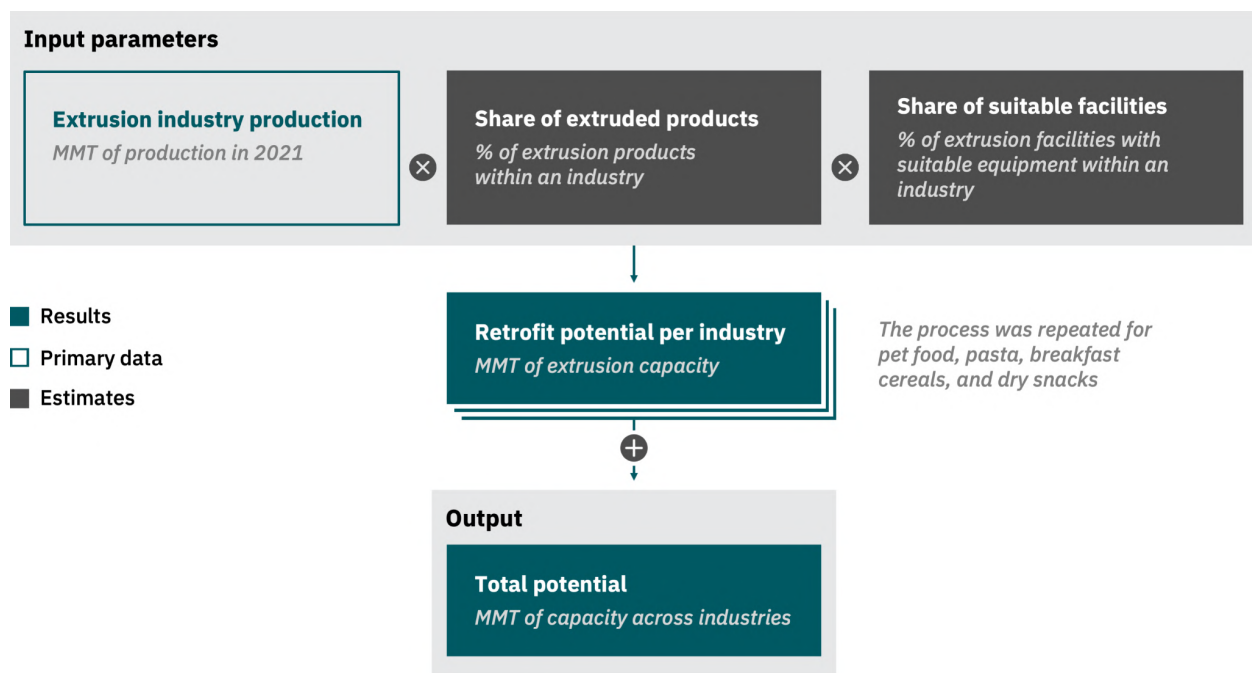 Input parameters
Extrusion industry production
MMT of production in 2021
Share of extruded products
% of extrusion products
within an industry
Share of suitable facilities
% of extrusion facilities with
suitable equipment within an
industry
Results
Primary data
Estimates
Retrofit potential per industry
MMT of extrusion capacity
The process was repeated for
pet food, pasta, breakfast
cereals, and dry snacks
Output
Total potential
MMT of capacity across industries